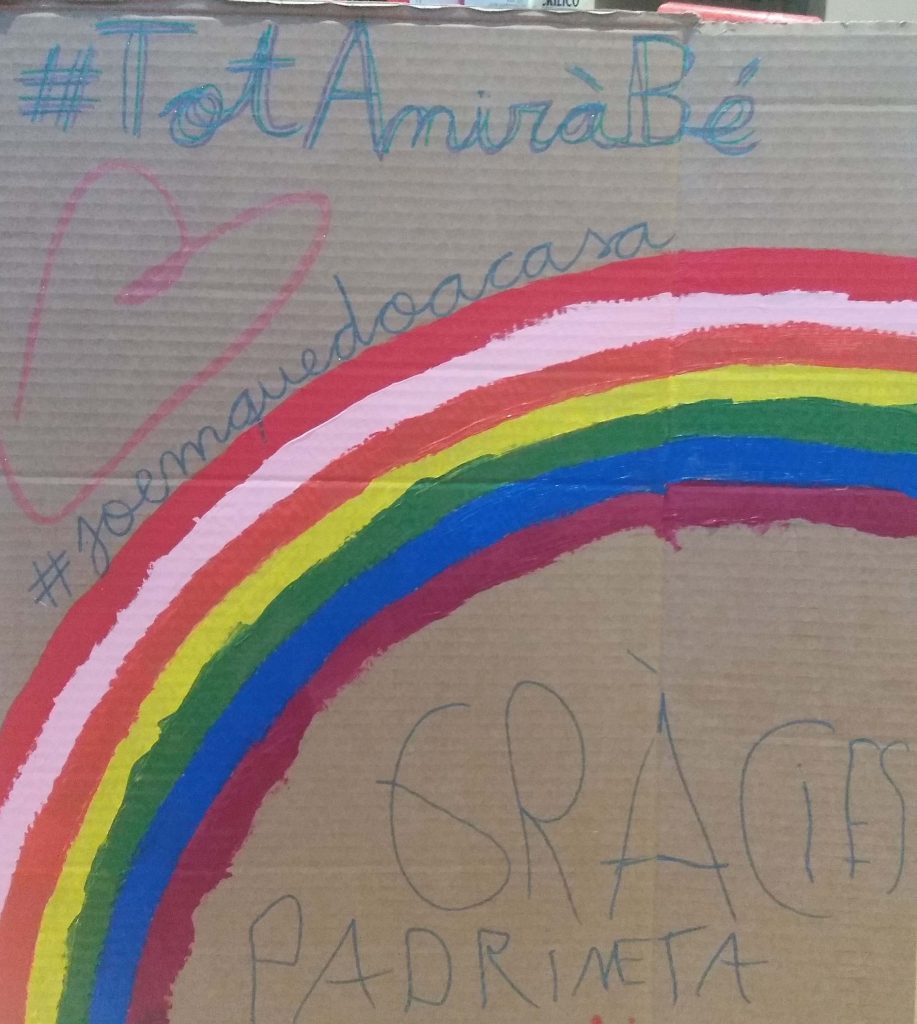 #TotAniràBé
#joemquedoacasa
GRÀCiES
PADRINETA